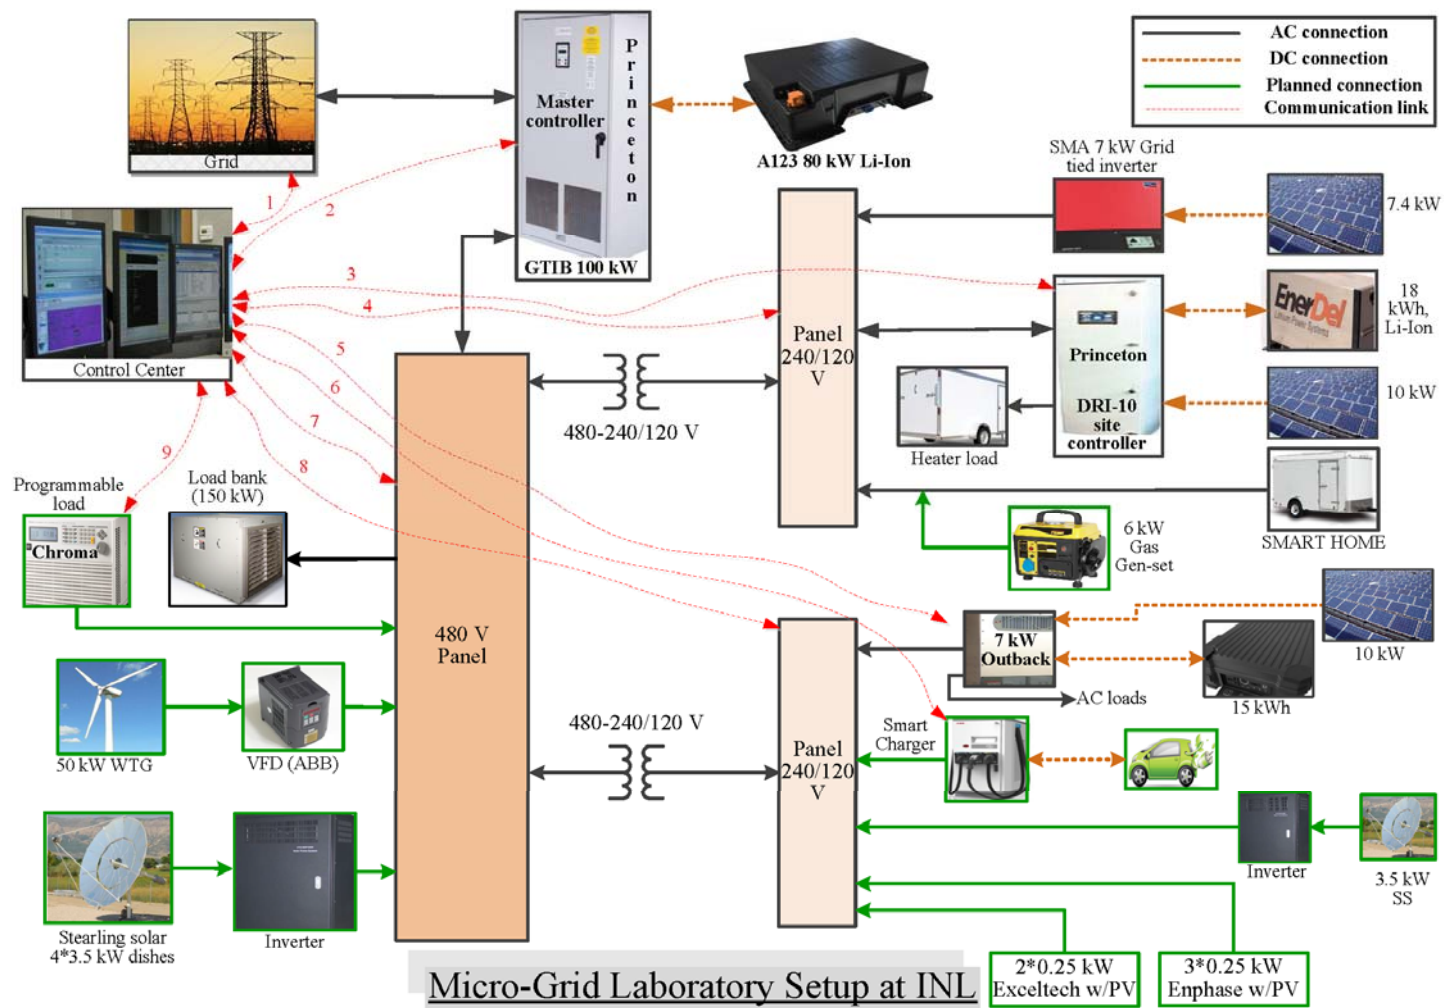 Grid
Master
controller
P
r
i
n
c
e
t
o
n
GTIB 100 kW
A123 80 kW Li-Ion
AC connection
DC connection
Planned connection
Communication link
SMA 7 kW Grid
tied inverter
7.4 kW
1
2
3
4
5
6
7
8
9
Control Center
Panel
240/120
V
Princeton
DRI-10
site
controller
EnerDel
Lithium Power Systems
18
kWh,
Li-Ion
10 kW
Heater load
480-240/120 V
SMART HOME
6 kW
Gas
Gen-set
Programmable
load
Chroma
Load bank
(150 kW)
480 V
Panel
7 kW
Outback
10 kW
15 kWh
AC loads
50 kW WTG
VFD (ABB)
480-240/120 V
Panel
240/120
V
Smart
Charger
Inverter
3.5 kW
SS
Stearling solar
4*3.5 kW dishes
Inverter
2*0.25 kW
Exceltech w/PV
3*0.25 kW
Enphase w/PV
Micro-Grid Laboratory Setup at INL